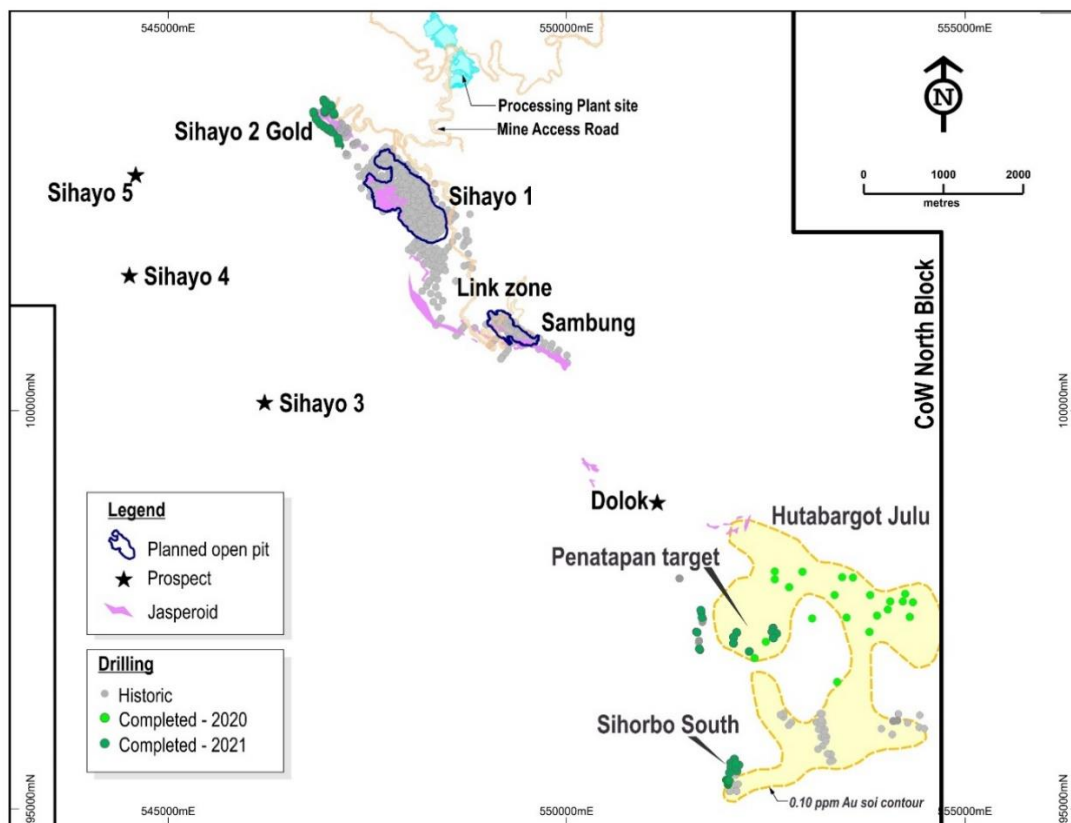 545000mE
550000mE
555000mE
Processing Plant site
Mine Access Road
N
0 1000 2000
metres
Sihayo 2 Gold
Sihayo 5
Sihayo 1
Sihayo 4
Link zone
Sambung
CoW North Block
Sihayo 3
100000mN
100000mN
Dolok
Hutabargot Julu
Penatapan target
Legend
Planned open pit
Prospect
Jasperoid
Drilling
Historic
Completed - 2020
Completed - 2021
Sihorbo South
0.10 ppm Au soi contour
95000mN
95000mN
545000mE
550000mE
555000mE